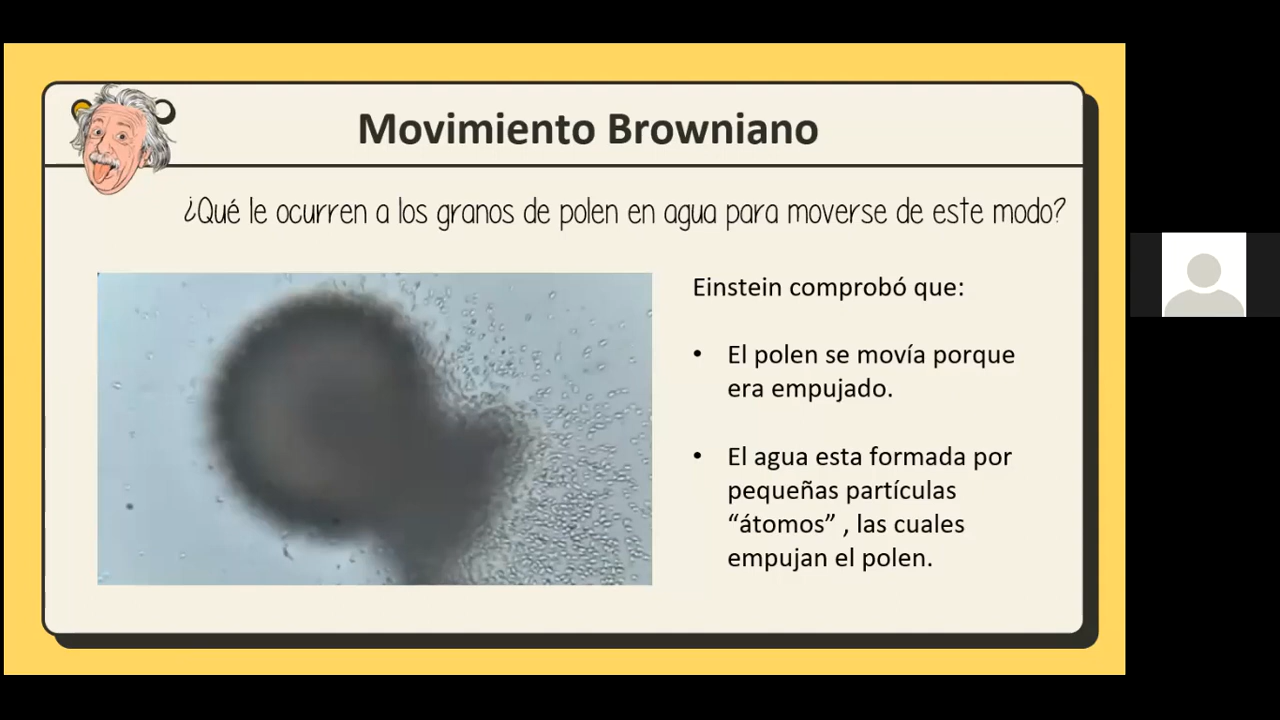 Movimiento Browniano
¿Qué le ocurren a los granos de polen en agua para moverse de este modo?
Einstein comprobó que:
• El polen se movía porque
era empujado.
• El agua esta formada por
pequeñas partículas
“átomos” , las cuales
empujan el polen.